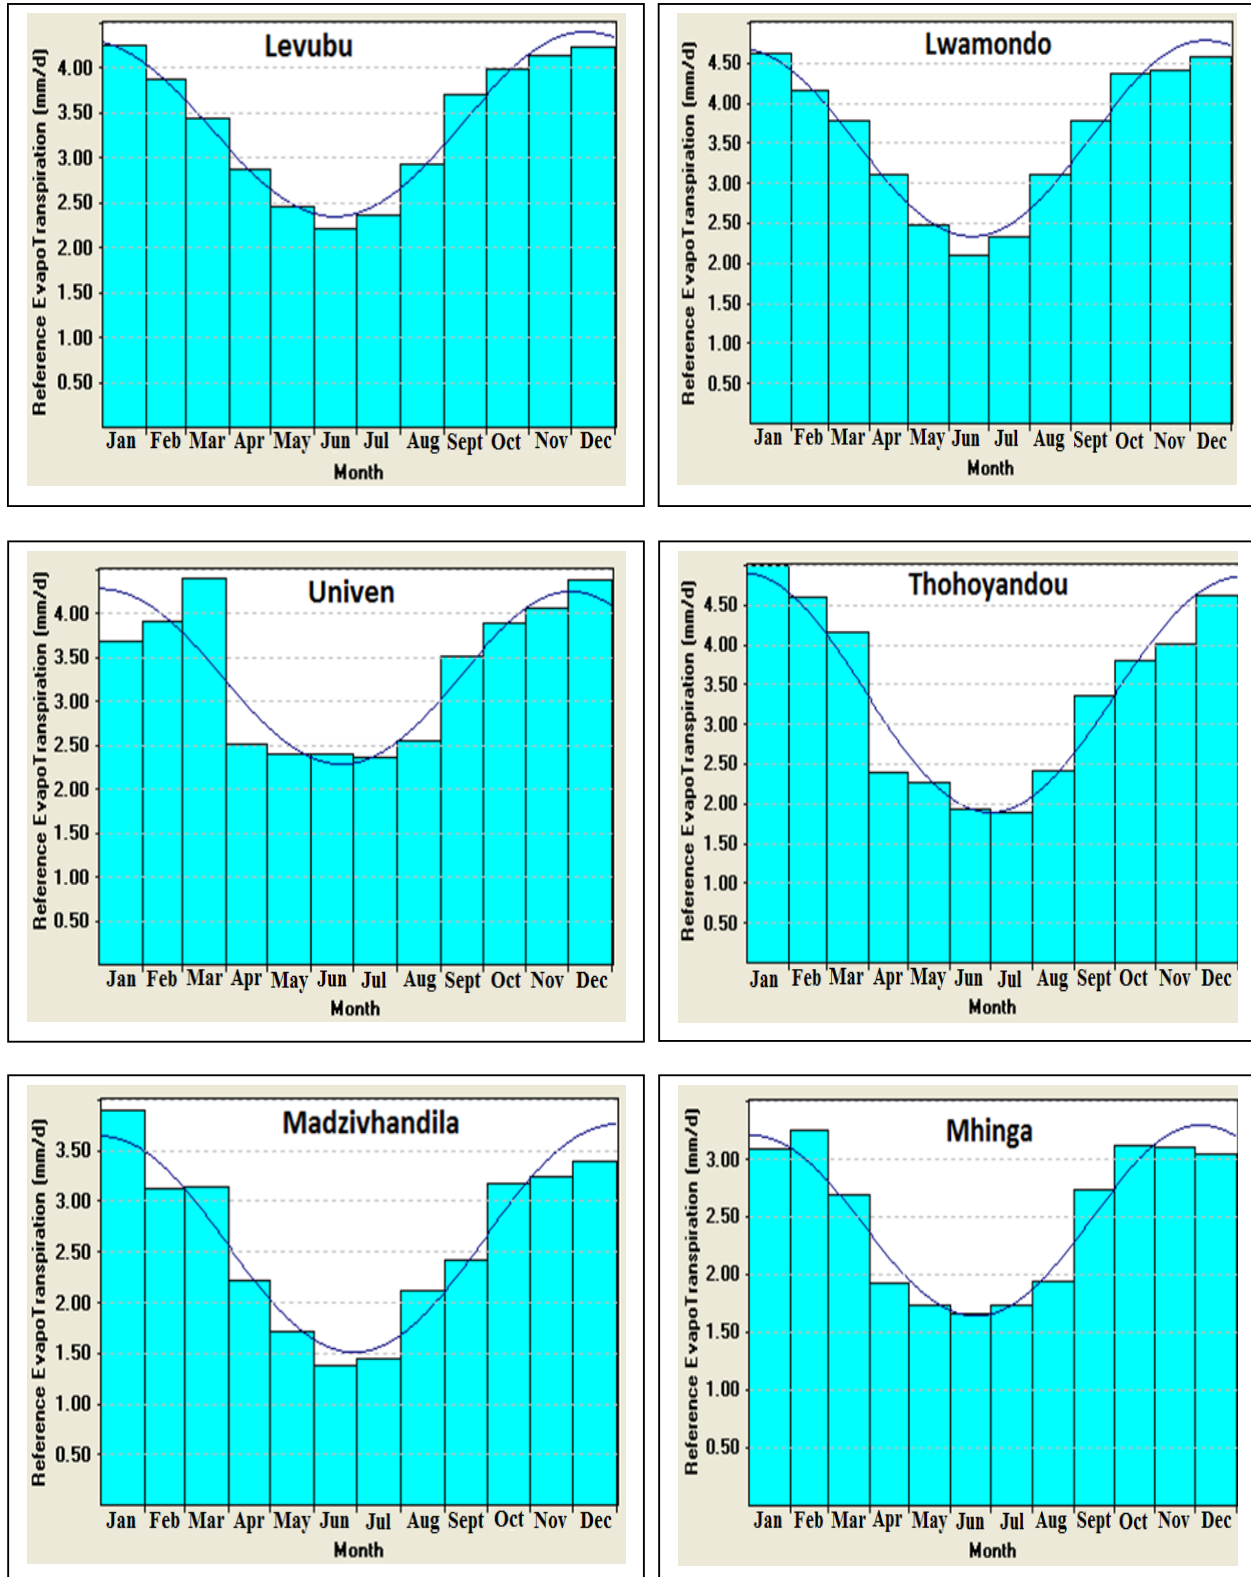 Levubu
Reference EvapoTranspiration (mm/d)
4.00
3.50
3.00
2.50
2.00
1.50
1.00
0.50
Jan Feb Mar Apr May Jun Jul Aug Sept Oct Nov Dec
Month
Lwamondo
Reference EvapoTranspiration (mm/d)
4.50
4.00
3.50
3.00
2.50
2.00
1.50
1.00
0.50
Jan Feb Mar Apr May Jun Jul Aug Sept Oct Nov Dec
Month
Univen
Reference EvapoTranspiration (mm/d)
4.00
3.50
3.00
2.50
2.00
1.50
1.00
0.50
Jan Feb Mar Apr May Jun Jul Aug Sept Oct Nov Dec
Month
Thohoyandou
Reference EvapoTranspiration (mm/d)
4.50
4.00
3.50
3.00
2.50
2.00
1.50
1.00
0.50
Jan Feb Mar Apr May Jun Jul Aug Sept Oct Nov Dec
Month
Madzivhandila
Reference EvapoTranspiration (mm/d)
3.50
3.00
2.50
2.00
1.50
1.00
0.50
Jan Feb Mar Apr May Jun Jul Aug Sept Oct Nov Dec
Month
Mhinga
Reference EvapoTranspiration (mm/d)
3.00
2.50
2.00
1.50
1.00
0.50
Jan Feb Mar Apr May Jun Jul Aug Sept Oct Nov Dec
Month